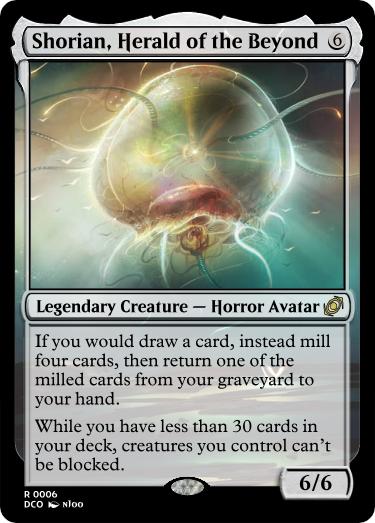 Shorian, Herald of the Beyond 6
Legendary Creature — Horror Avatar
If you would draw a card, instead mill
four cards, then return one of the
milled cards from your graveyard to
your hand.
While you have less than 30 cards in
your deck, creatures you control can't
be blocked.
6/6
R 0006
DCO Nloo